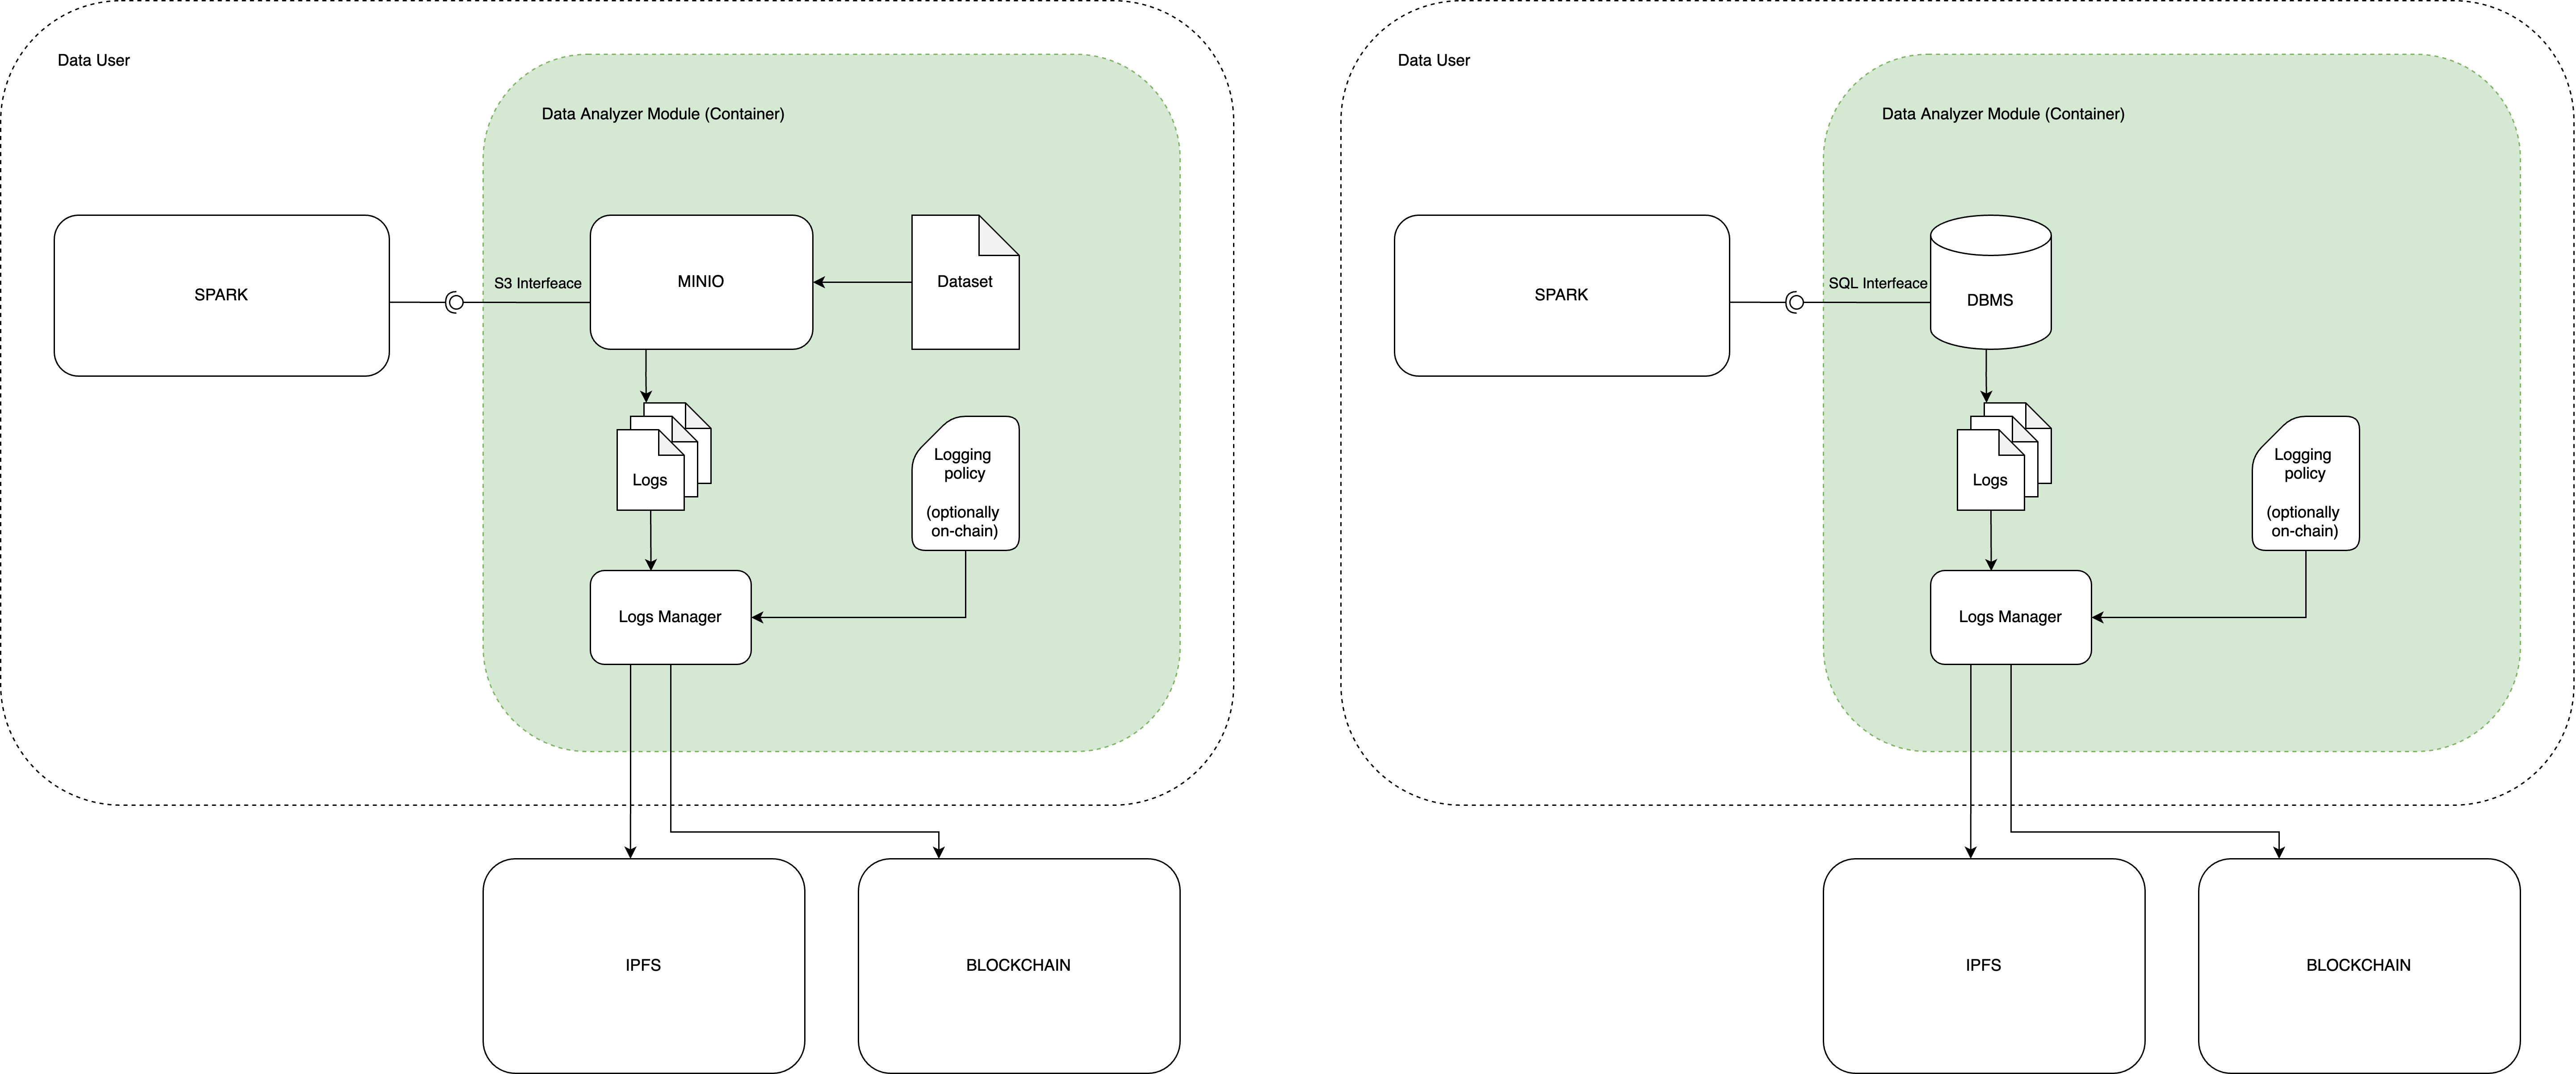 Data User
Data Analyzer Module (Container)
SPARK
S3 Interfeace
MINIO
Dataset
Logs
Logging
policy
(optionally
on-chain)
Logs Manager
IPFS
BLOCKCHAIN
Data User
Data Analyzer Module (Container)
SPARK
SQL Interfeace
DBMS
Logs
Logging
policy
(optionally
on-chain)
Logs Manager
IPFS
BLOCKCHAIN